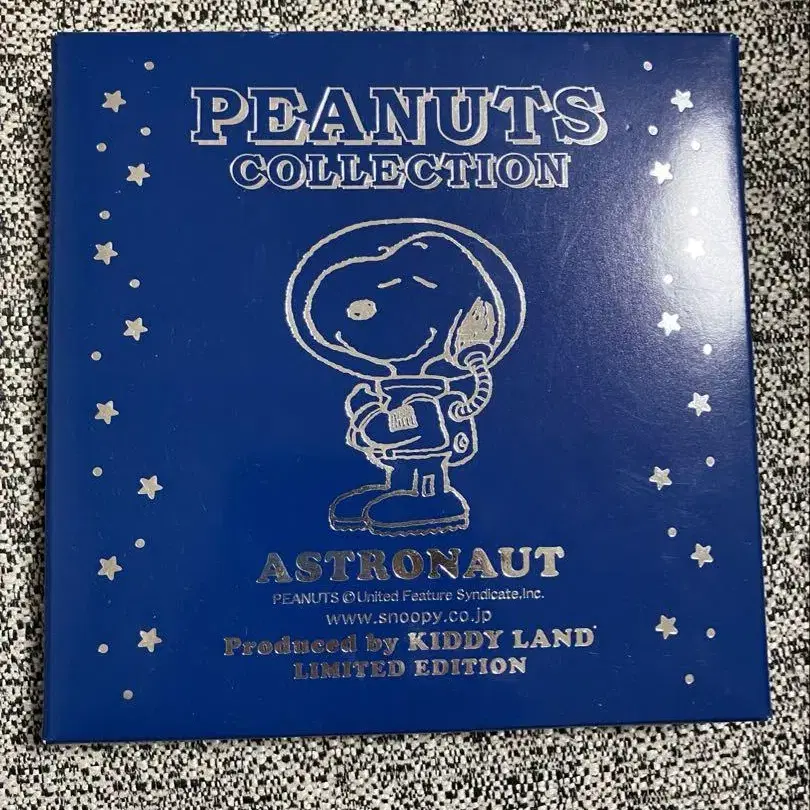 PEANUTS
COLLECTION
ASTRONAUT
PEANUTS © United Feature Syndicate,Inc.
www.snoopy.co.jp
Produced by KIDDY LAND
LIMITED EDITION